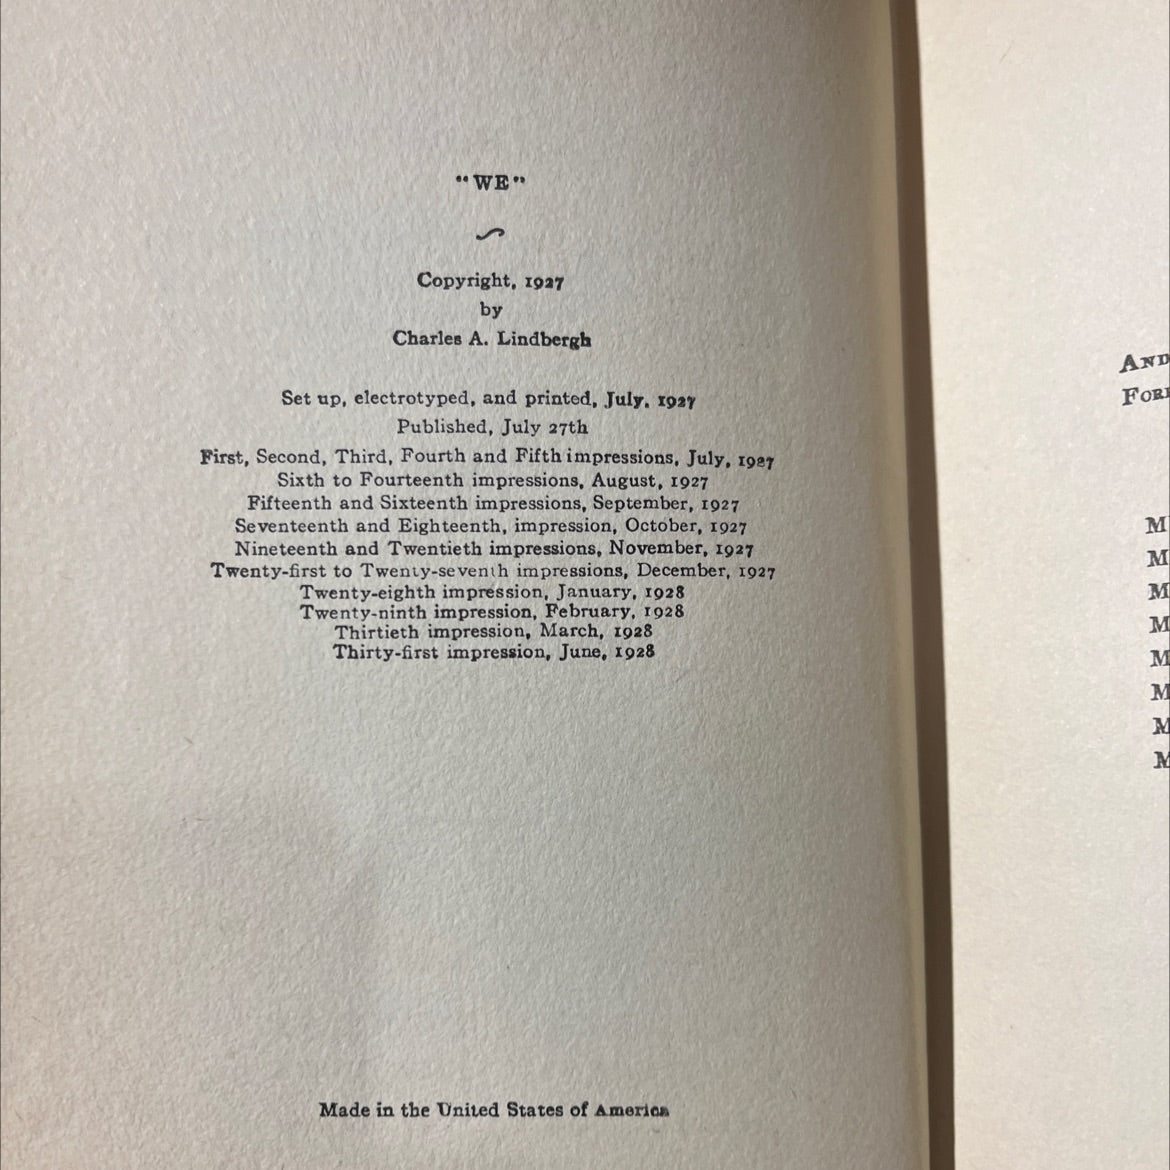 "WE"
Copyright, 1927
by
Charles A. Lindbergh
Set up, electrotyped, and printed, July, 1927
Published, July 27th
First, Second, Third, Fourth and Fifth impressions, July, 1927
Sixth to Fourteenth impressions, August, 1927
Fifteenth and Sixteenth impressions, September, 1927
Seventeenth and Eighteenth, impression, October, 1927
Nineteenth and Twentieth impressions, November, 1927
Twenty-first to Twenty-seventh impressions, December, 1927
Twenty-eighth impression, January, 1928
Twenty-ninth impression, February, 1928
Thirtieth impression, March, 1928
Thirty-first impression, June, 1928
Made in the United States of America
AND
FOR
M
M
M
M
M
M
M
M